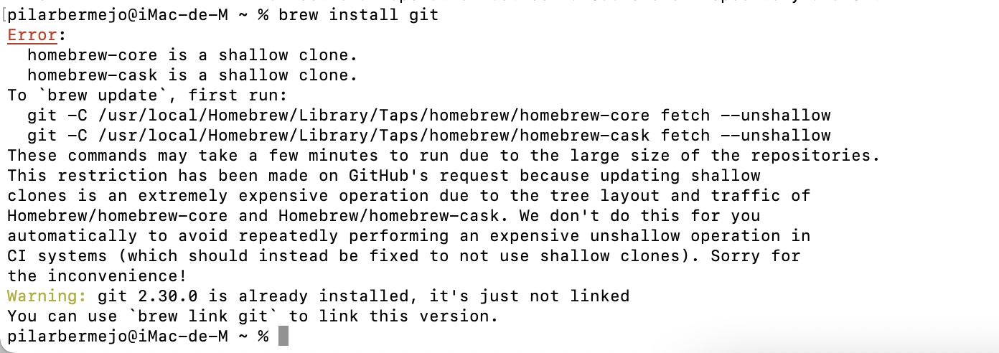 [pilarbermejo@iMac-de-M ~ % brew install git
Error:
  homebrew-core is a shallow clone.
  homebrew-cask is a shallow clone.
To `brew update`, first run:
  git -C /usr/local/Homebrew/Library/Taps/homebrew/homebrew-core fetch --unshallow
  git -C /usr/local/Homebrew/Library/Taps/homebrew/homebrew-cask fetch --unshallow
These commands may take a few minutes to run due to the large size of the repositories.
This restriction has been made on GitHub's request because updating shallow
clones is an extremely expensive operation due to the tree layout and traffic of
Homebrew/homebrew-core and Homebrew/homebrew-cask. We don't do this for you
automatically to avoid repeatedly performing an expensive unshallow operation in
CI systems (which should instead be fixed to not use shallow clones). Sorry for
the inconvenience!
Warning: git 2.30.0 is already installed, it's just not linked
You can use `brew link git` to link this version.
pilarbermejo@iMac-de-M ~ %